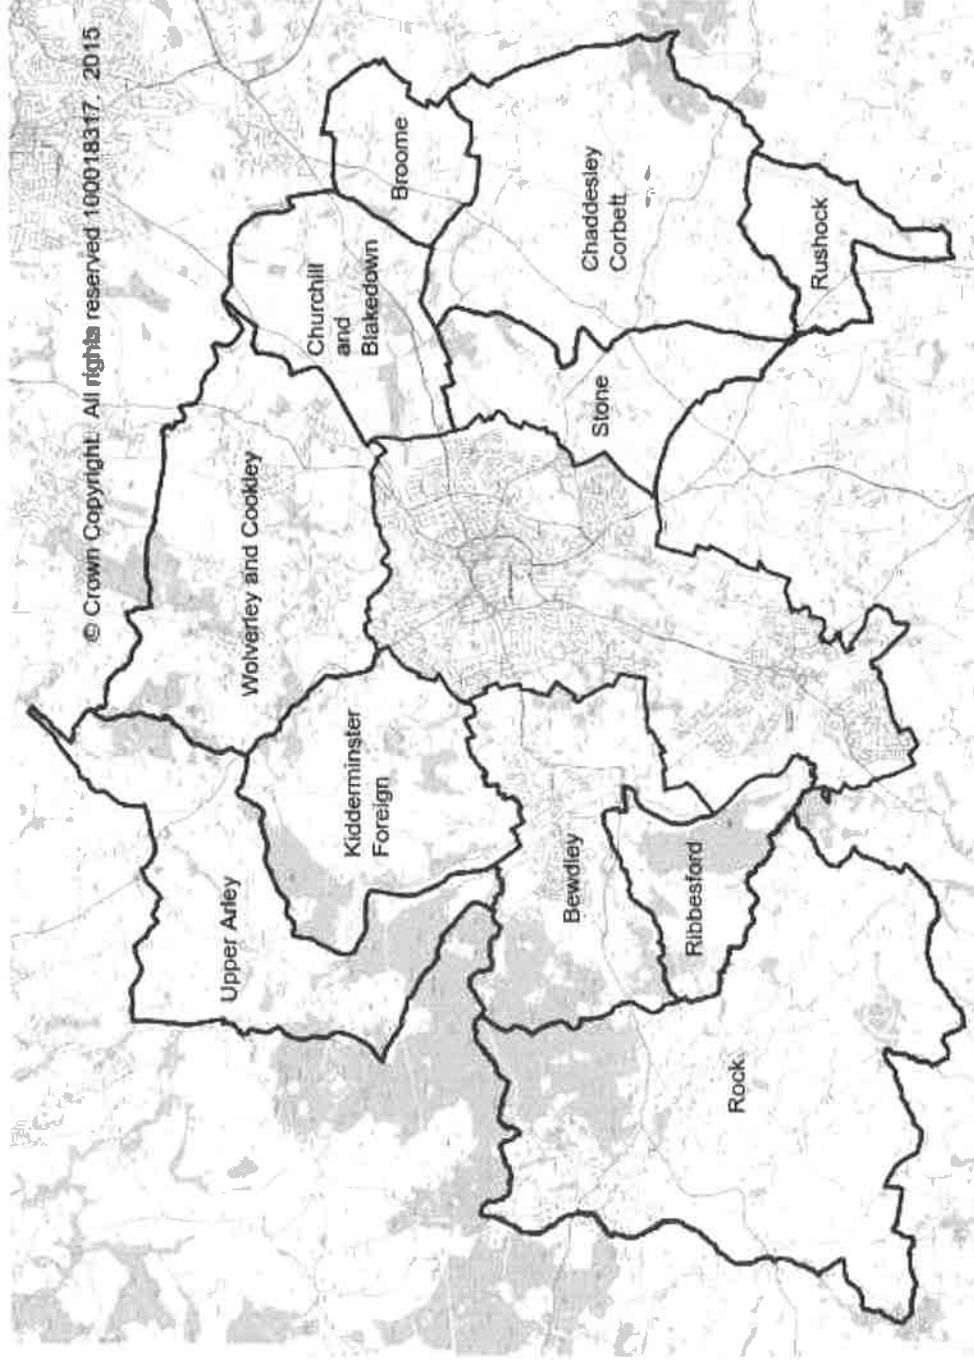 © Crown Copyright. All rights reserved 100018317. 2015
Upper Arley
Wolverley and Cookley
Kidderminster
Foreign
Churchill
and
Blakedown
Broome
Bewdley
Stone
Chaddesley
Corbett
Ribbesford
Rock
Rushock